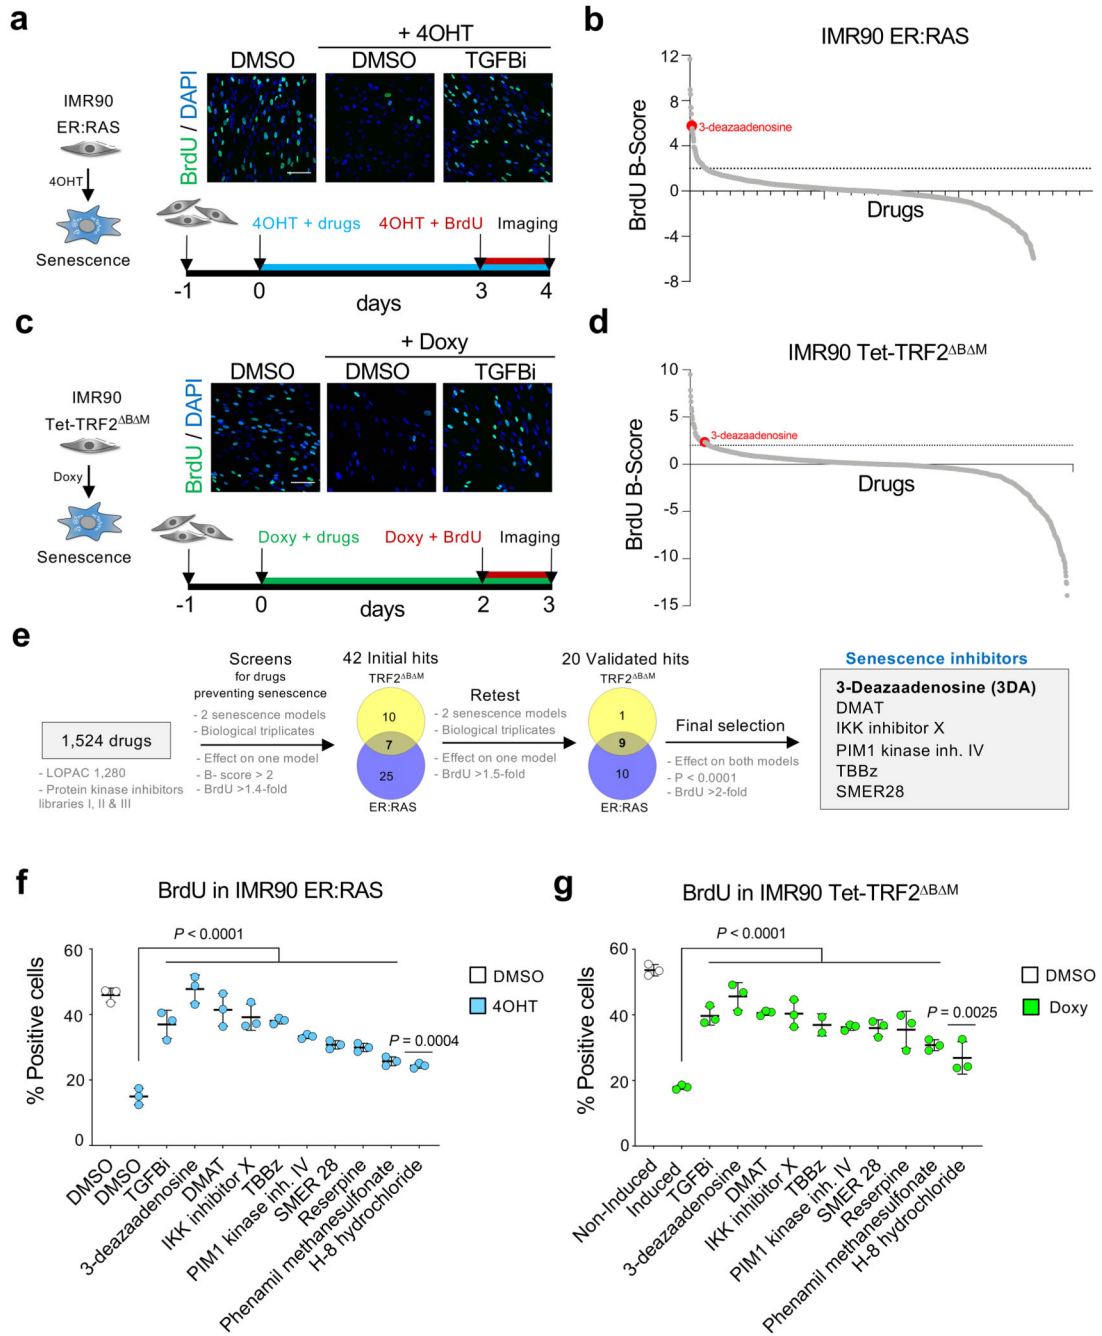 a
+ 4OHT
DMSO
DMSO
TGFBi
IMR90
ER:RAS
4OHT
Senescence
BrdU / DAPI
4OHT + drugs
4OHT + BrdU
Imaging
-1
0
3
4
days
b
IMR90 ER:RAS
BrdU B-Score
12
8
4
0
-4
-8
3-deazaadenosine
Drugs
c
+ Doxy
DMSO
DMSO
TGFBi
IMR90
Tet-TRF2ΔBΔM
Doxy
Senescence
BrdU / DAPI
Doxy + drugs
Doxy + BrdU
Imaging
-1
0
2
3
days
d
IMR90 Tet-TRF2ΔBΔM
BrdU B-Score
10
5
0
-5
-10
-15
3-deazaadenosine
Drugs
e
1,524 drugs
- LOPAC 1,280
- Protein kinase inhibitors
libraries I, II & III
Screens
for drugs
preventing senescence
- 2 senescence models
- Biological triplicates
- Effect on one model
- B- score > 2
- BrdU >1.4-fold
42 Initial hits
TRF2ΔBΔM
10
7
25
ER:RAS
Retest
- 2 senescence models
- Biological triplicates
- Effect on one model
- BrdU >1.5-fold
20 Validated hits
TRF2ΔBΔM
1
9
10
ER:RAS
Final selection
- Effect on both models
- P < 0.0001
- BrdU >2-fold
Senescence inhibitors
3-Deazaadenosine (3DA)
DMAT
IKK inhibitor X
PIM1 kinase inh. IV
TBBz
SMER28
f
BrdU in IMR90 ER:RAS
% Positive cells
60
40
20
0
P < 0.0001
P = 0.0004
DMSO
4OHT
DMSO
DMSO
TGFBi
3-deazaadenosine
DMAT
IKK inhibitor X
TBBz
PIM1 kinase inh. IV
SMER 28
Reserpine
Phenamil methanesulfonate
H-8 hydrochloride
g
BrdU in IMR90 Tet-TRF2ΔBΔM
% Positive cells
60
40
20
0
P < 0.0001
P = 0.0025
DMSO
Doxy
Non-Induced
Induced
TGFBi
3-deazaadenosine
DMAT
IKK inhibitor X
TBBz
PIM1 kinase inh. IV
SMER 28
Reserpine
Phenamil methanesulfonate
H-8 hydrochloride